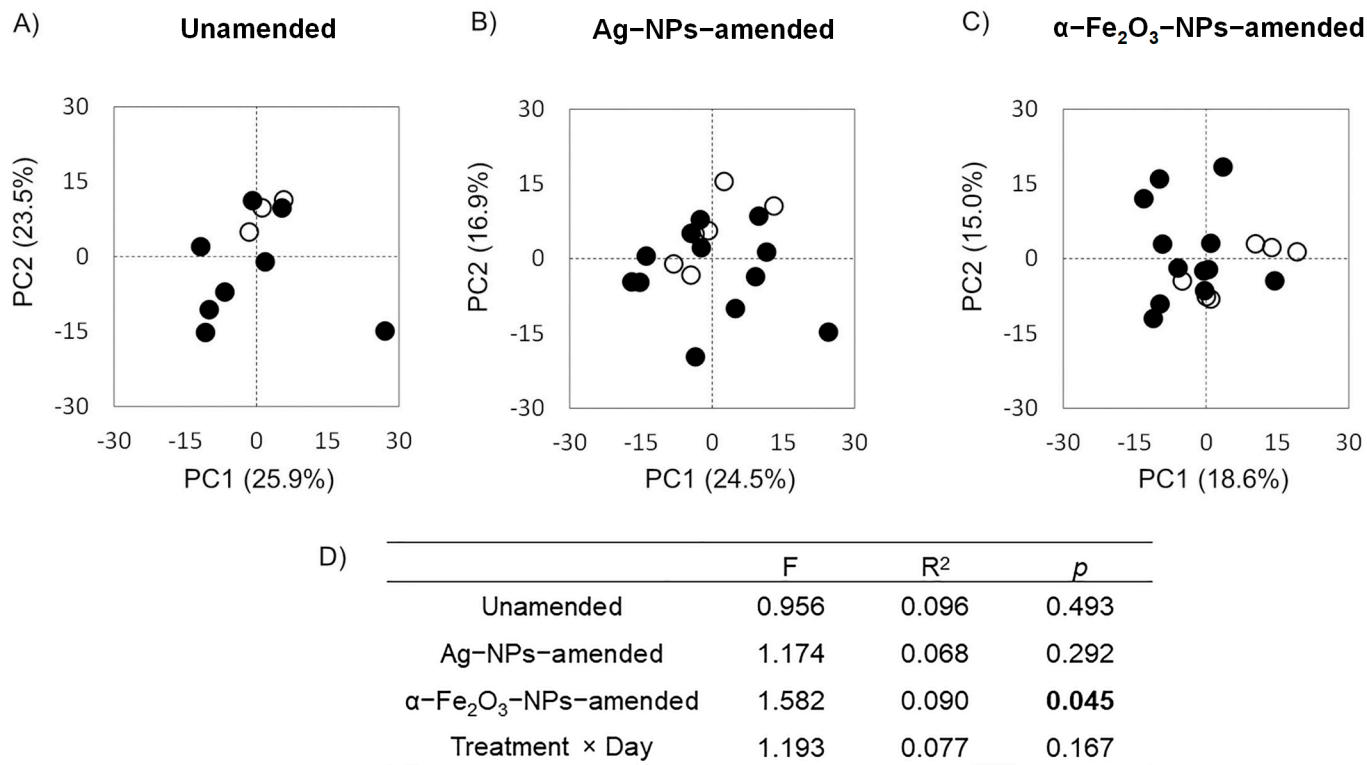 A) Unamended
B) Ag−NPs−amended
C) α−Fe₂O₃−NPs−amended
PC2 (23.5%)
30
15
0
-15
-30
-30 -15 0 15 30
PC1 (25.9%)
PC2 (16.9%)
30
15
0
-15
-30
-30 -15 0 15 30
PC1 (24.5%)
PC2 (15.0%)
30
15
0
-15
-30
-30 -15 0 15 30
PC1 (18.6%)
D)
F R² p
Unamended 0.956 0.096 0.493
Ag−NPs−amended 1.174 0.068 0.292
α−Fe₂O₃−NPs−amended 1.582 0.090 0.045
Treatment × Day 1.193 0.077 0.167